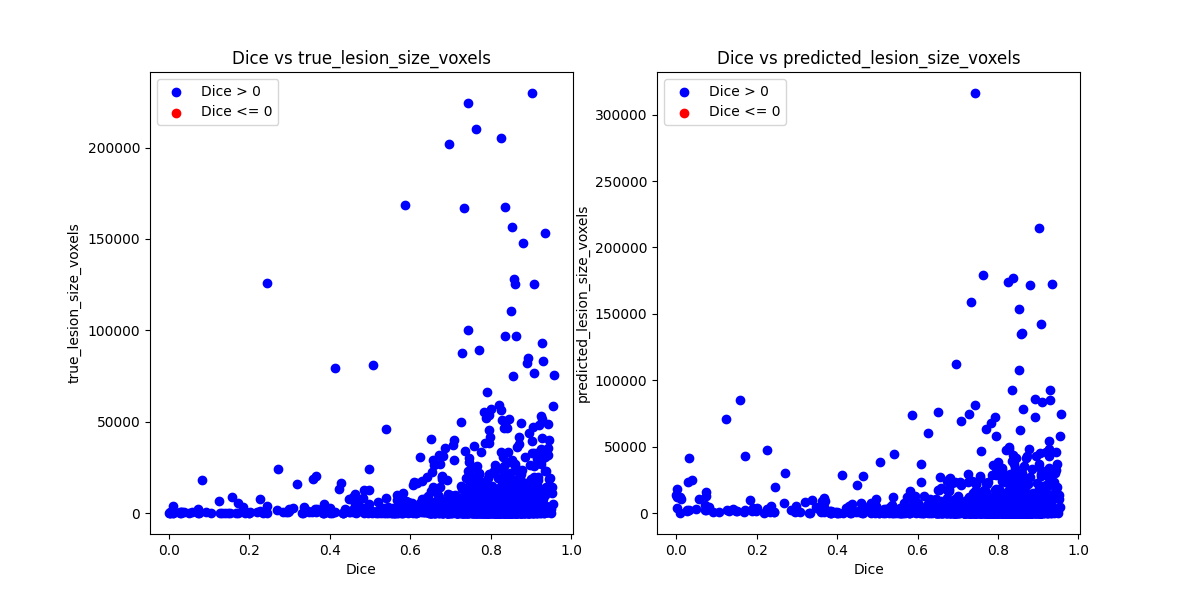 Dice vs true_lesion_size_voxels
Dice > 0
Dice <= 0
true_lesion_size_voxels
200000
150000
100000
50000
0
0.0 0.2 0.4 0.6 0.8 1.0
Dice
Dice vs predicted_lesion_size_voxels
Dice > 0
Dice <= 0
predicted_lesion_size_voxels
300000
250000
200000
150000
100000
50000
0
0.0 0.2 0.4 0.6 0.8 1.0
Dice